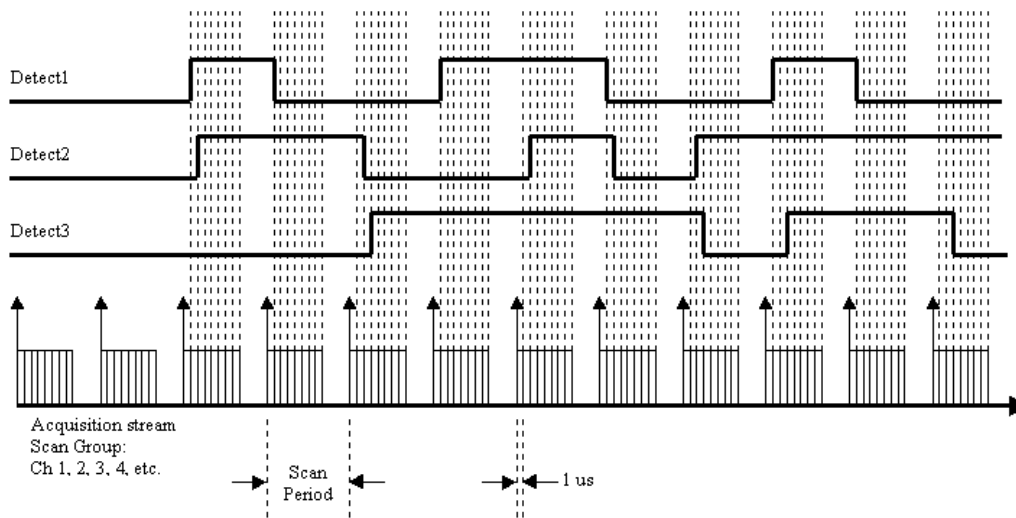 Detect1
Detect2
Detect3
Acquisition stream
Scan Group:
Ch 1, 2, 3, 4, etc.
Scan
Period
1 us